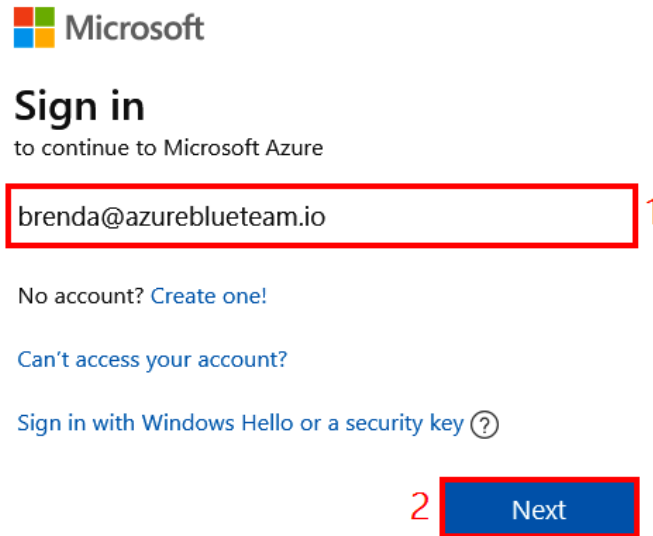 Microsoft
Sign in
to continue to Microsoft Azure
brenda@azureblueteam.io
1
No account? Create one!
Can't access your account?
Sign in with Windows Hello or a security key ?
2
Next